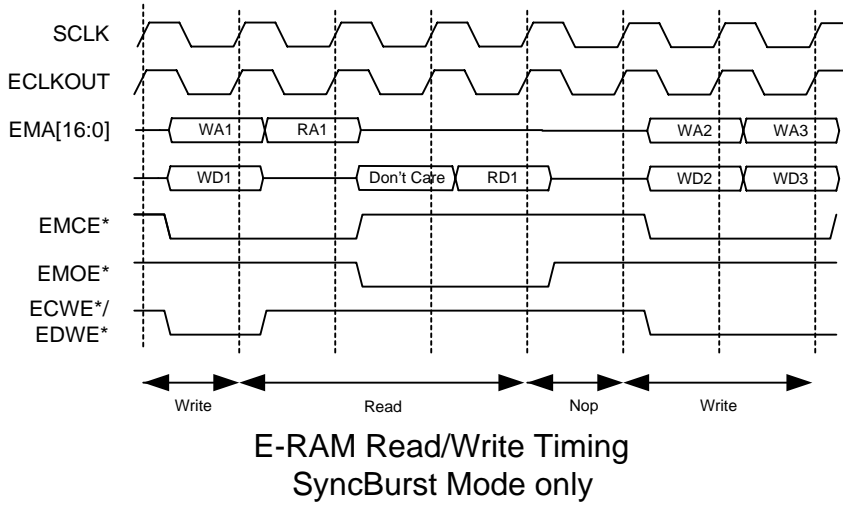 SCLK
ECLKOUT
EMA[16:0] WA1 RA1 WA2 WA3
WD1 Don't Care RD1 WD2 WD3
EMCE*
EMOE*
ECWE*/
EDWE*
Write Read Nop Write
E-RAM Read/Write Timing
SyncBurst Mode only